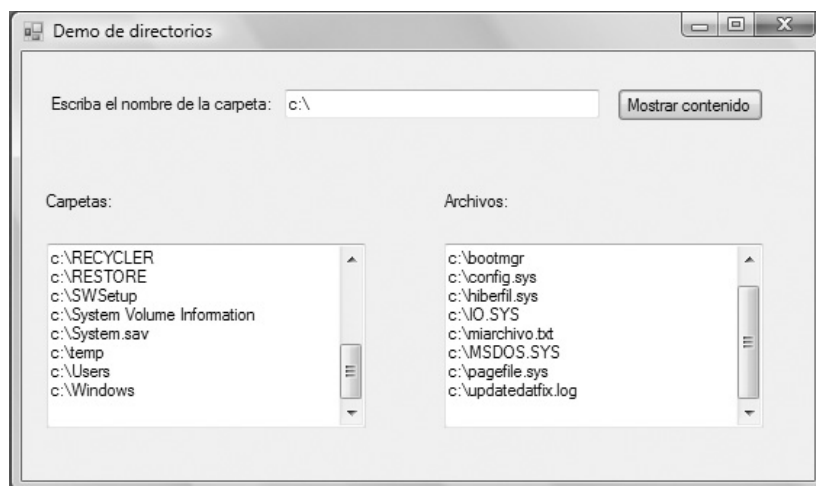 Demo de directorios
Escriba el nombre de la carpeta: c:\ Mostrar contenido
Carpetas: Archivos:
c:\RECYCLER
c:\RESTORE
c:\SWSetup
c:\System Volume Information
c:\System.sav
c:\temp
c:\Users
c:\Windows
c:\bootmgr
c:\config.sys
c:\hiberfil.sys
c:\IO.SYS
c:\miarchivo.txt
c:\MSDOS.SYS
c:\pagefile.sys
c:\updatedatfix.log